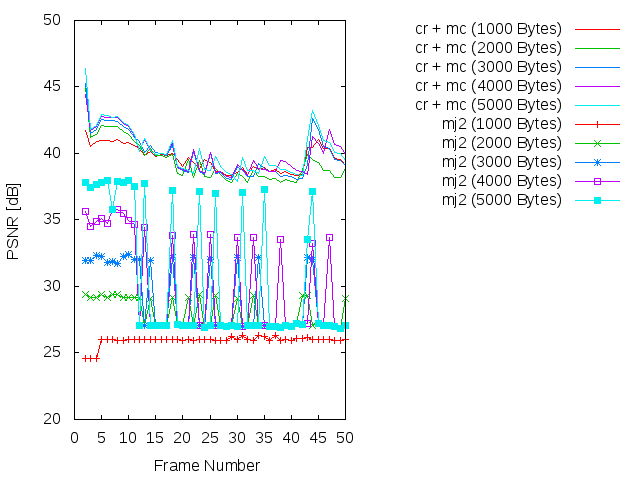 50
45
40
35
30
25
20
PSNR [dB]
0 5 10 15 20 25 30 35 40 45 50
Frame Number
cr + mc (1000 Bytes)
cr + mc (2000 Bytes)
cr + mc (3000 Bytes)
cr + mc (4000 Bytes)
cr + mc (5000 Bytes)
mj2 (1000 Bytes)
mj2 (2000 Bytes)
mj2 (3000 Bytes)
mj2 (4000 Bytes)
mj2 (5000 Bytes)